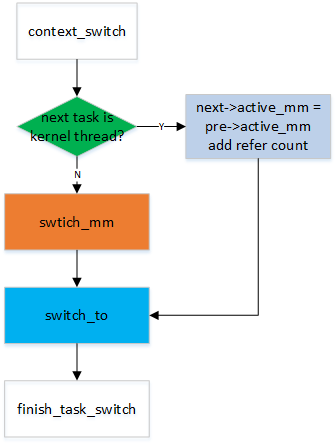 context_switch
next task is
kernel thread?
Y
next->active_mm =
pre->active_mm
add refer count
N
swtich_mm
switch_to
finish_task_switch